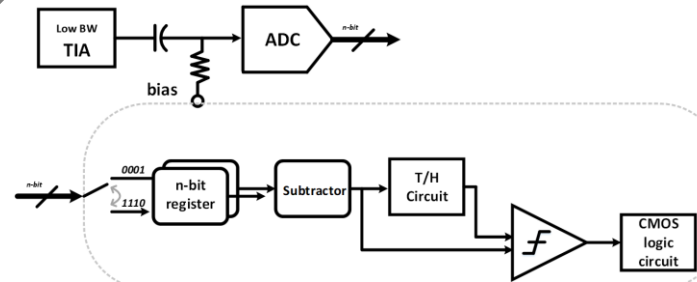 Low BW
TIA
ADC
n-bit
bias
n-bit
0001
1110
n-bit
register
Subtractor
T/H
Circuit
CMOS
logic
circuit